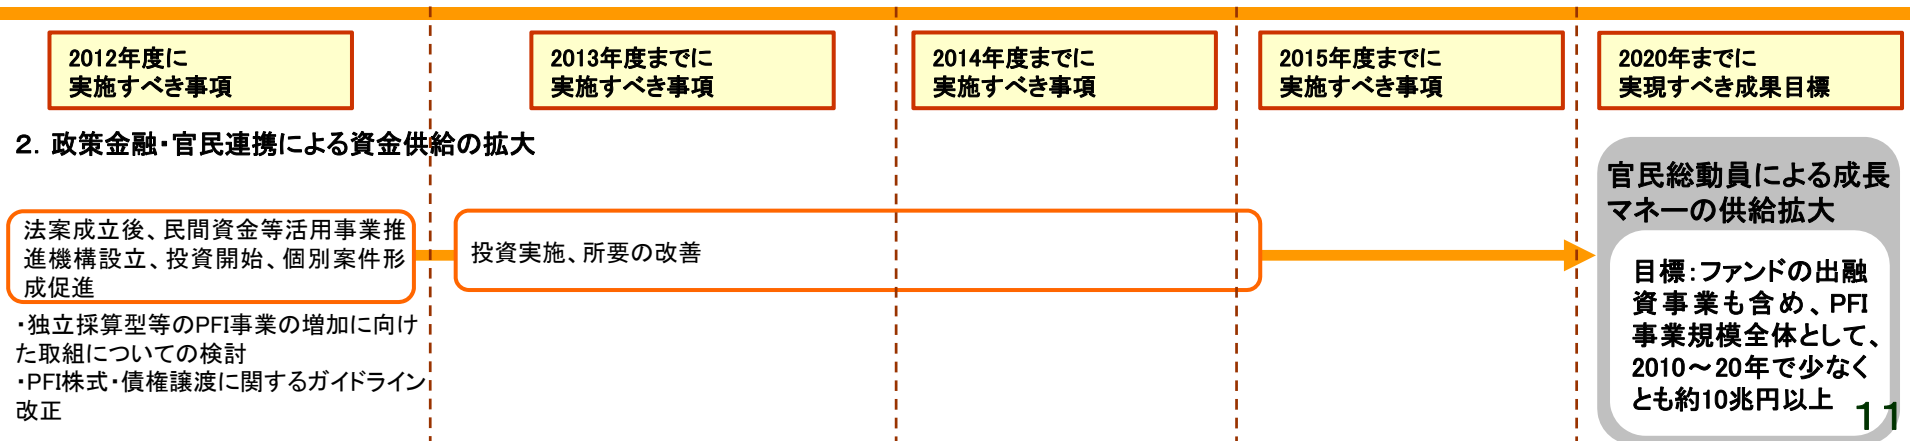 2012年度に
実施すべき事項
2013年度までに
実施すべき事項
2014年度までに
実施すべき事項
2015年度までに
実施すべき事項
2020年までに
実現すべき成果目標
２．政策金融・官民連携による資金供給の拡大
法案成立後、民間資金等活用事業推
進機構設立、投資開始、個別案件形
成促進
・独立採算型等のPFI事業の増加に向け
た取組についての検討
・PFI株式・債権譲渡に関するガイドライン
改正
投資実施、所要の改善
官民総動員による成長
マネーの供給拡大
目標：ファンドの出融
資事業も含め、PFI
事業規模全体として、
2010～20年で少なく
とも約10兆円以上
11